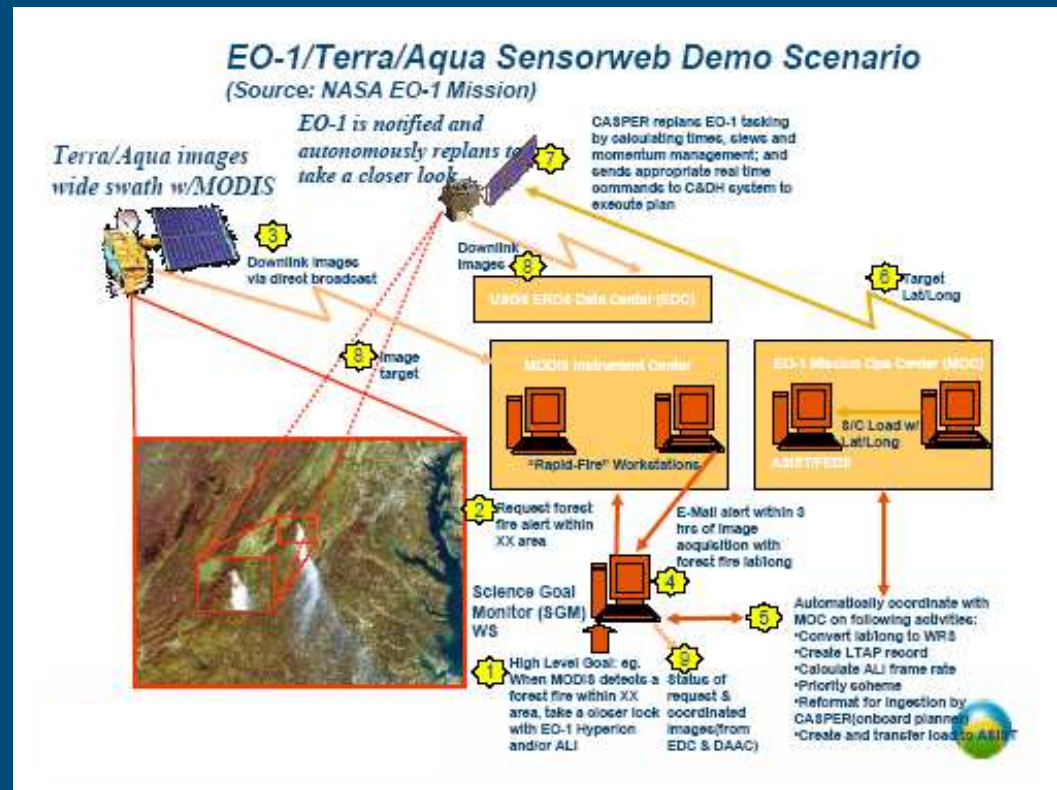 EO-1/Terra/Aqua Sensorweb Demo Scenario
(Source: NASA EO-1 Mission)
EO-1 is notified and
autonomously replans to
take a closer look
Terra/Aqua images
wide swath w/MODIS
7
CASPER replans EO-1 tasking
by calculating times, slews and
momentum management; and
sends appropriate real time
commands to C&DH system to
execute plan
3
Downlink images
via direct broadcast
Downlink
Images
8
6
Target
Lat/Long
USGS EROS Data Center (EDC)
8
Image
target
MODIS Instrument Center
"Rapid-Fire" Workstations
EO-1 Mission Ops Center (MOC)
S/C Load w/
Lat/Long
ASIST/FEDS
2
Request forest
fire alert within
XX area
E-Mail alert within 3
hrs of image
acquisition with
forest fire lat/long
4
Science Goal
Monitor (SGM)
WS
5
Automatically coordinate with
MOC on following activities:
•Convert lat/long to WRS
•Create LTAP record
•Calculate ALI frame rate
•Priority scheme
•Reformat for ingestion by
CASPER(onboard planner)
•Create and transfer load to ASIST
1
High Level Goal: eg.
When MODIS detects a
forest fire within XX
area, take a closer look
with EO-1 Hyperion
and/or ALI
9
Status of
request &
coordinated
images(from
EDC & DAAC)